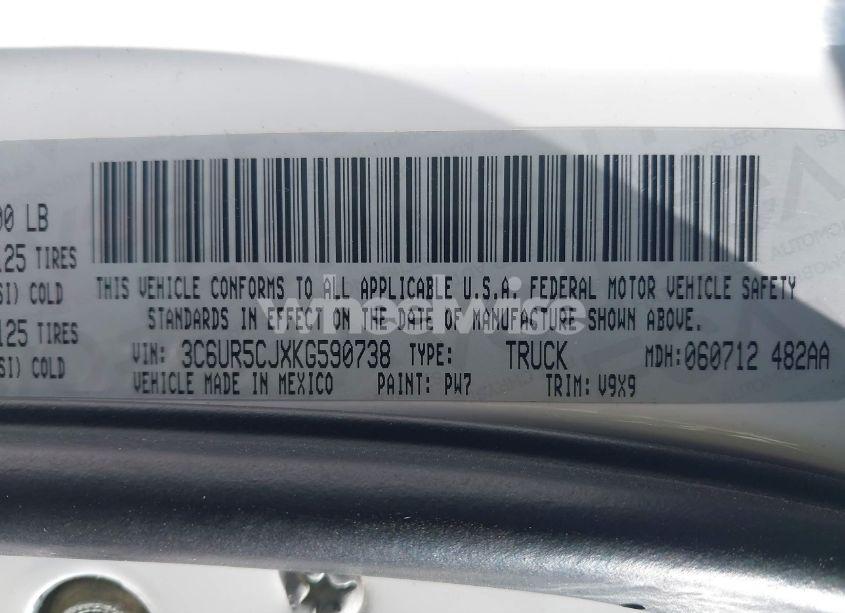 00 LB
125 TIRES
SI) COLD
125 TIRES
SI) COLD
THIS VEHICLE CONFORMS TO ALL APPLICABLE U.S.A. FEDERAL MOTOR VEHICLE SAFETY
STANDARDS IN EFFECT ON THE DATE OF MANUFACTURE SHOWN ABOVE.
VIN: 3C6UR5CJXKG590738 TYPE: TRUCK MDH: 060712 482AA
VEHICLE MADE IN MEXICO PAINT: PW7 TRIM: V9X9